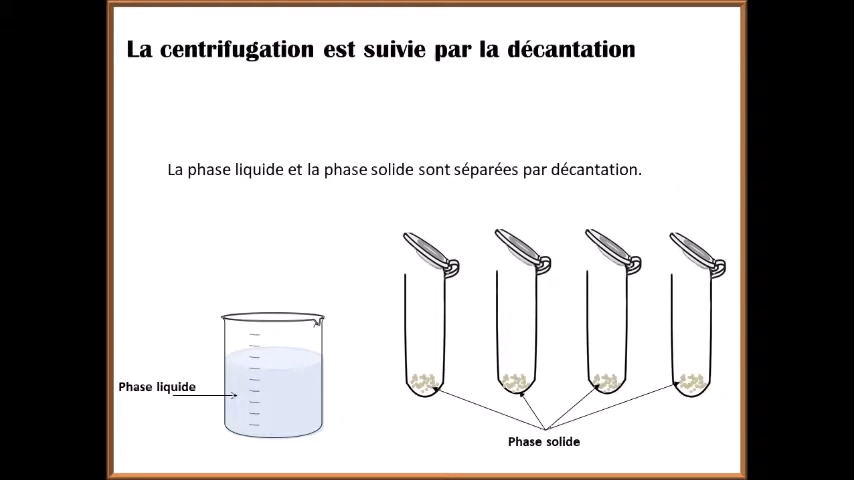 La centrifugation est suivie par la décantation
La phase liquide et la phase solide sont séparées par décantation.
Phase liquide
Phase solide